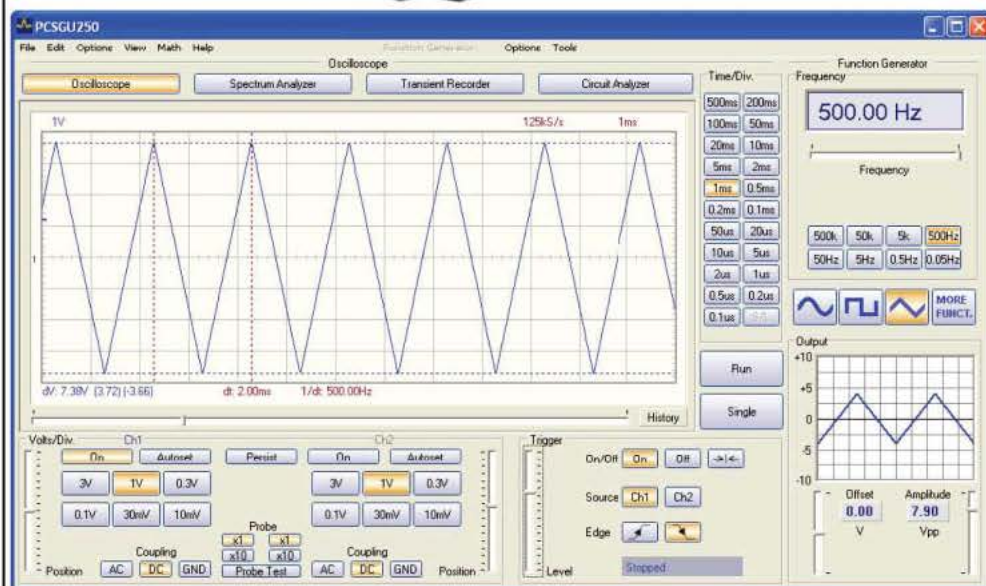 PCSGU250
File Edit Options View Math Help Function Generator Options Tools
Oscilloscope
Oscilloscope Spectrum Analyzer Transient Recorder Circuit Analyzer
1V 125kS/s 1ms
1
dV: 7.38V (3.72) (-3.66) dt: 2.00ms 1/dt: 500.00Hz
History
Time/Div.
500ms 200ms
100ms 50ms
20ms 10ms
5ms 2ms
1ms 0.5ms
0.2ms 0.1ms
50us 20us
10us 5us
2us 1us
0.5us 0.2us
0.1us
Run
Single
Function Generator
Frequency
500.00 Hz
Frequency
500k 50k 5k 500Hz
50Hz 5Hz 0.5Hz 0.05Hz
MORE
FUNCT.
Output
+10
+5
0
-5
-10
Offset Amplitude
0.00 7.90
V Vpp
Volts/Div. Ch1 Ch2
On Autoset Persist On Autoset
3V 1V 0.3V 3V 1V 0.3V
0.1V 30mV 10mV 0.1V 30mV 10mV
Probe
x1 x1
x10 x10
Coupling Coupling
Position AC DC GND Probe Test AC DC GND Position
Trigger
On/Off On Off
Source Ch1 Ch2
Edge
Level Stopped